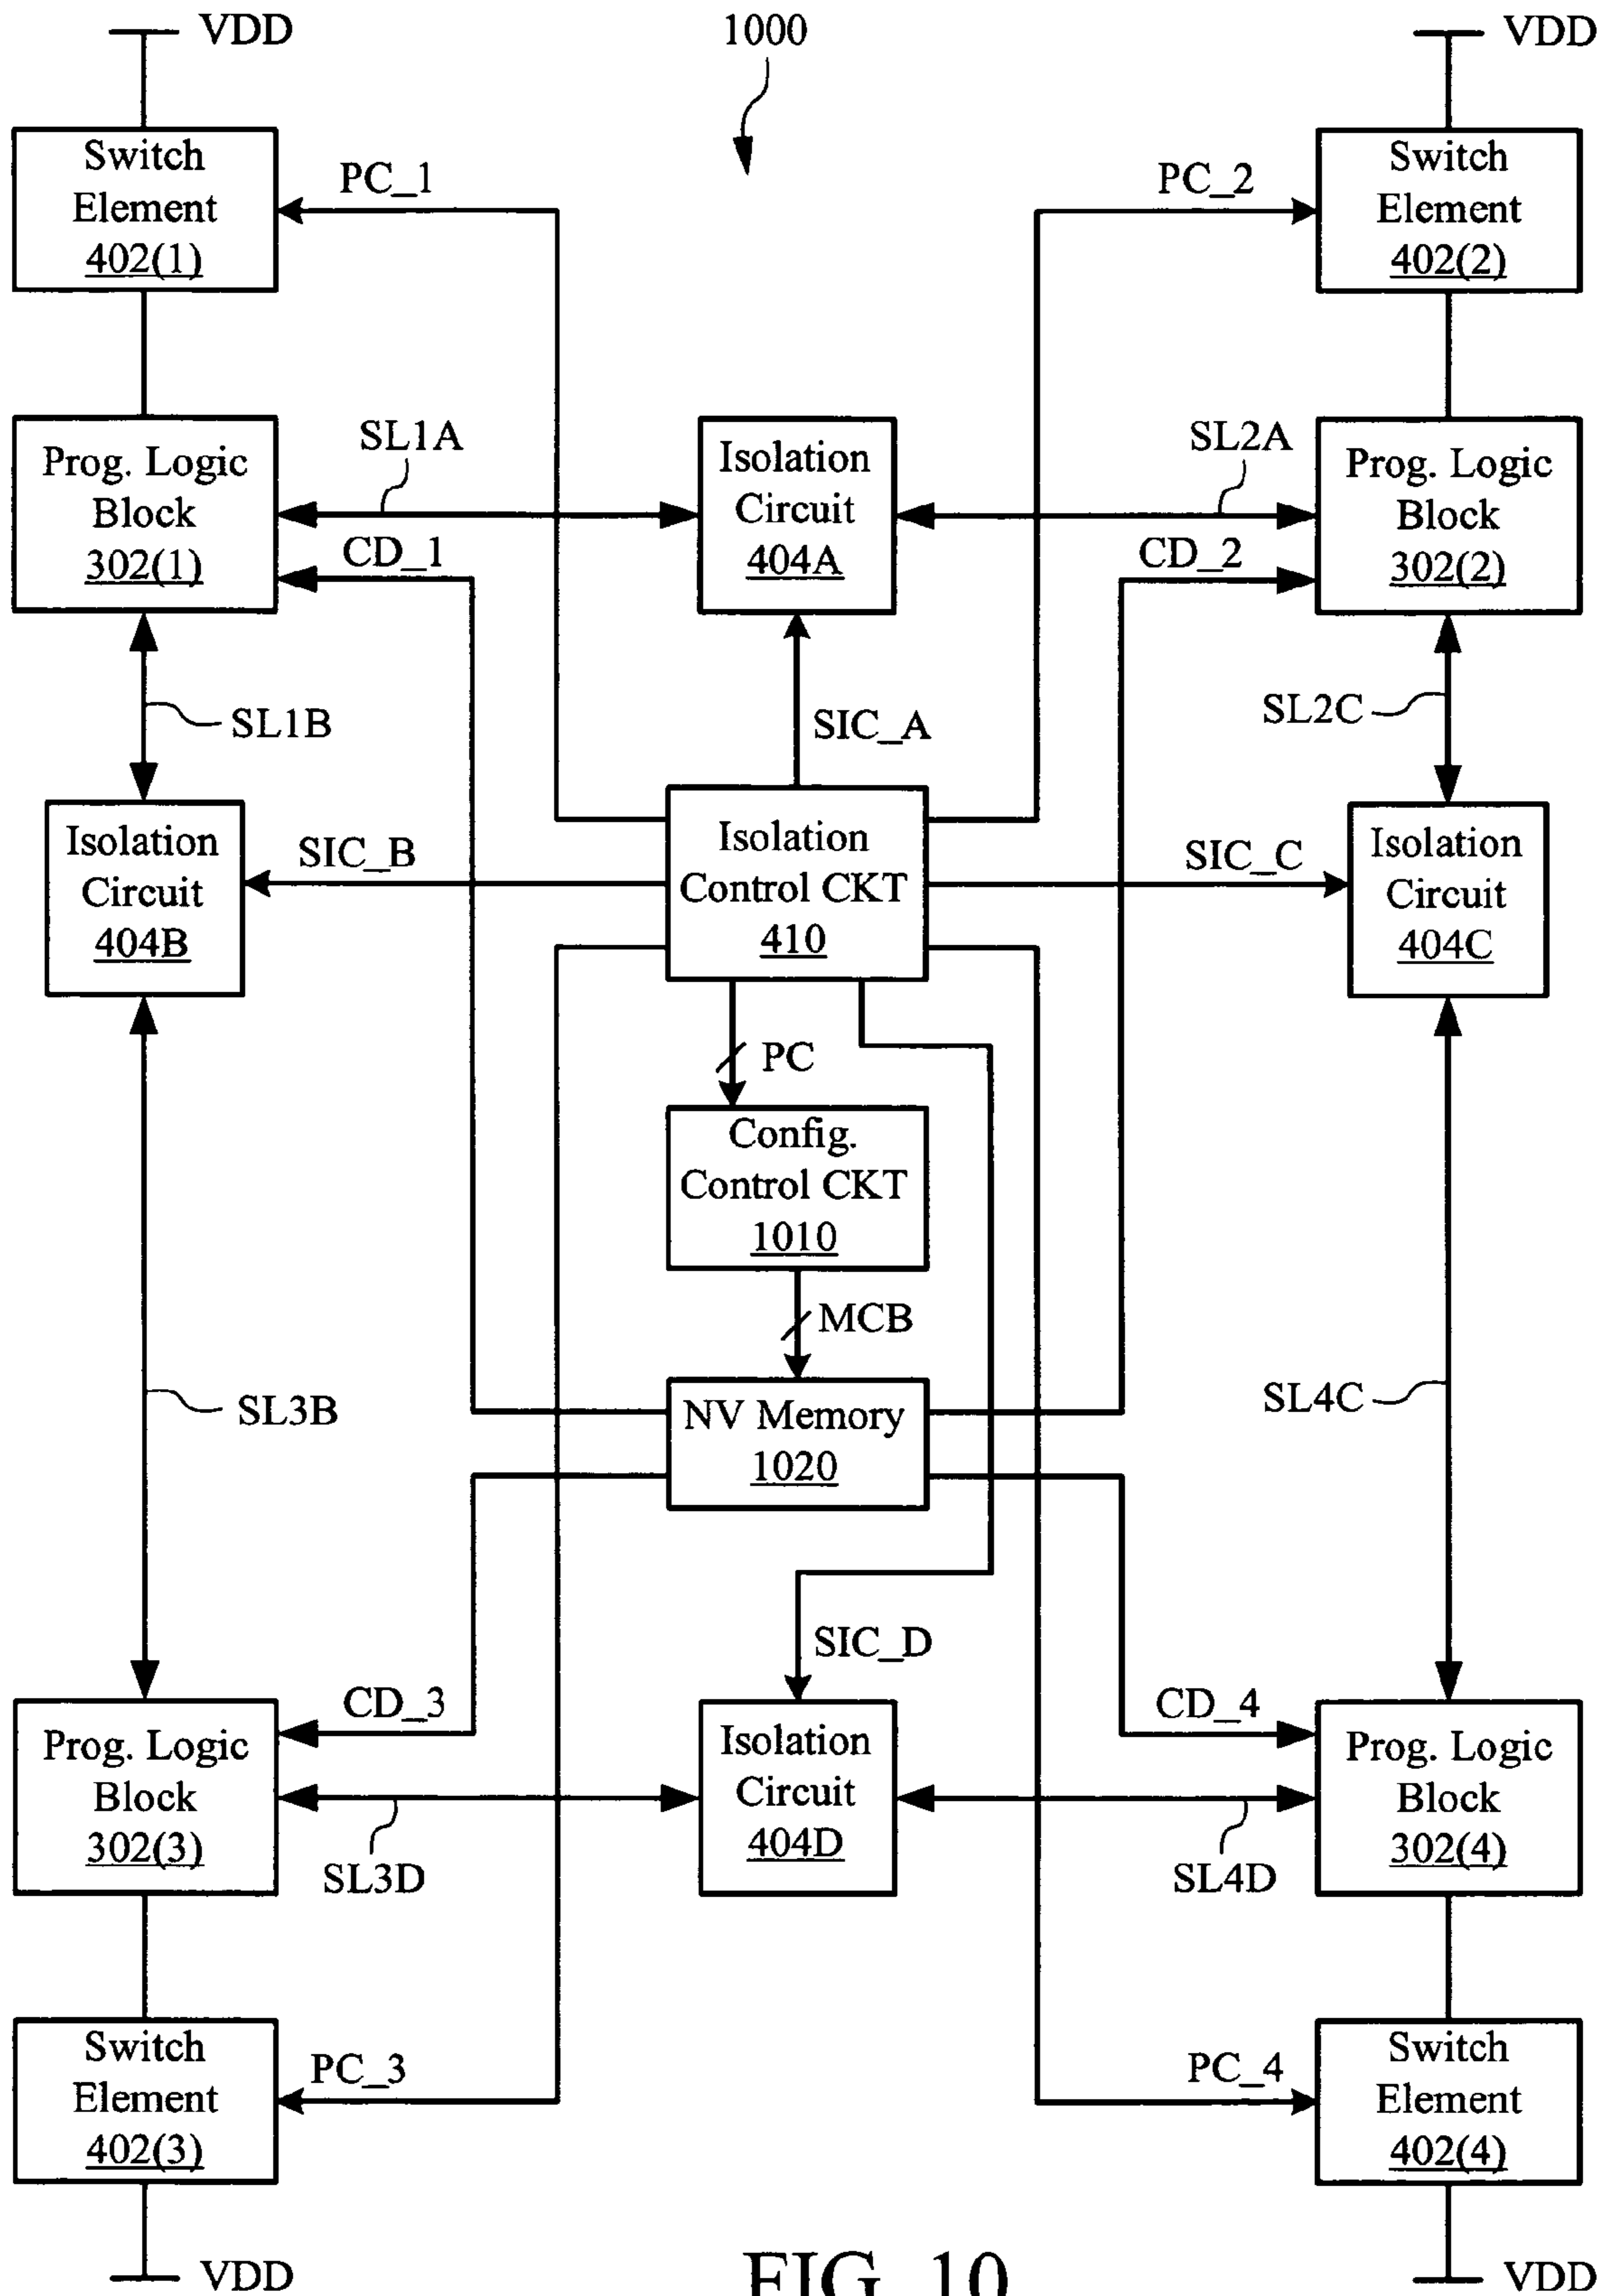 VDD
1000
VDD
Switch
Element
402(1)
PC_1
PC_2
Switch
Element
402(2)
Prog. Logic
Block
302(1)
SL1A
CD_1
Isolation
Circuit
404A
SL2A
CD_2
Prog. Logic
Block
302(2)
SL1B
SIC_A
SL2C
Isolation
Circuit
404B
SIC_B
Isolation
Control CKT
410
SIC_C
Isolation
Circuit
404C
PC
Config.
Control CKT
1010
MCB
SL3B
NV Memory
1020
SL4C
SIC_D
Prog. Logic
Block
302(3)
CD_3
SL3D
Isolation
Circuit
404D
CD_4
SL4D
Prog. Logic
Block
302(4)
Switch
Element
402(3)
PC_3
PC_4
Switch
Element
402(4)
VDD
FIG. 10
VDD